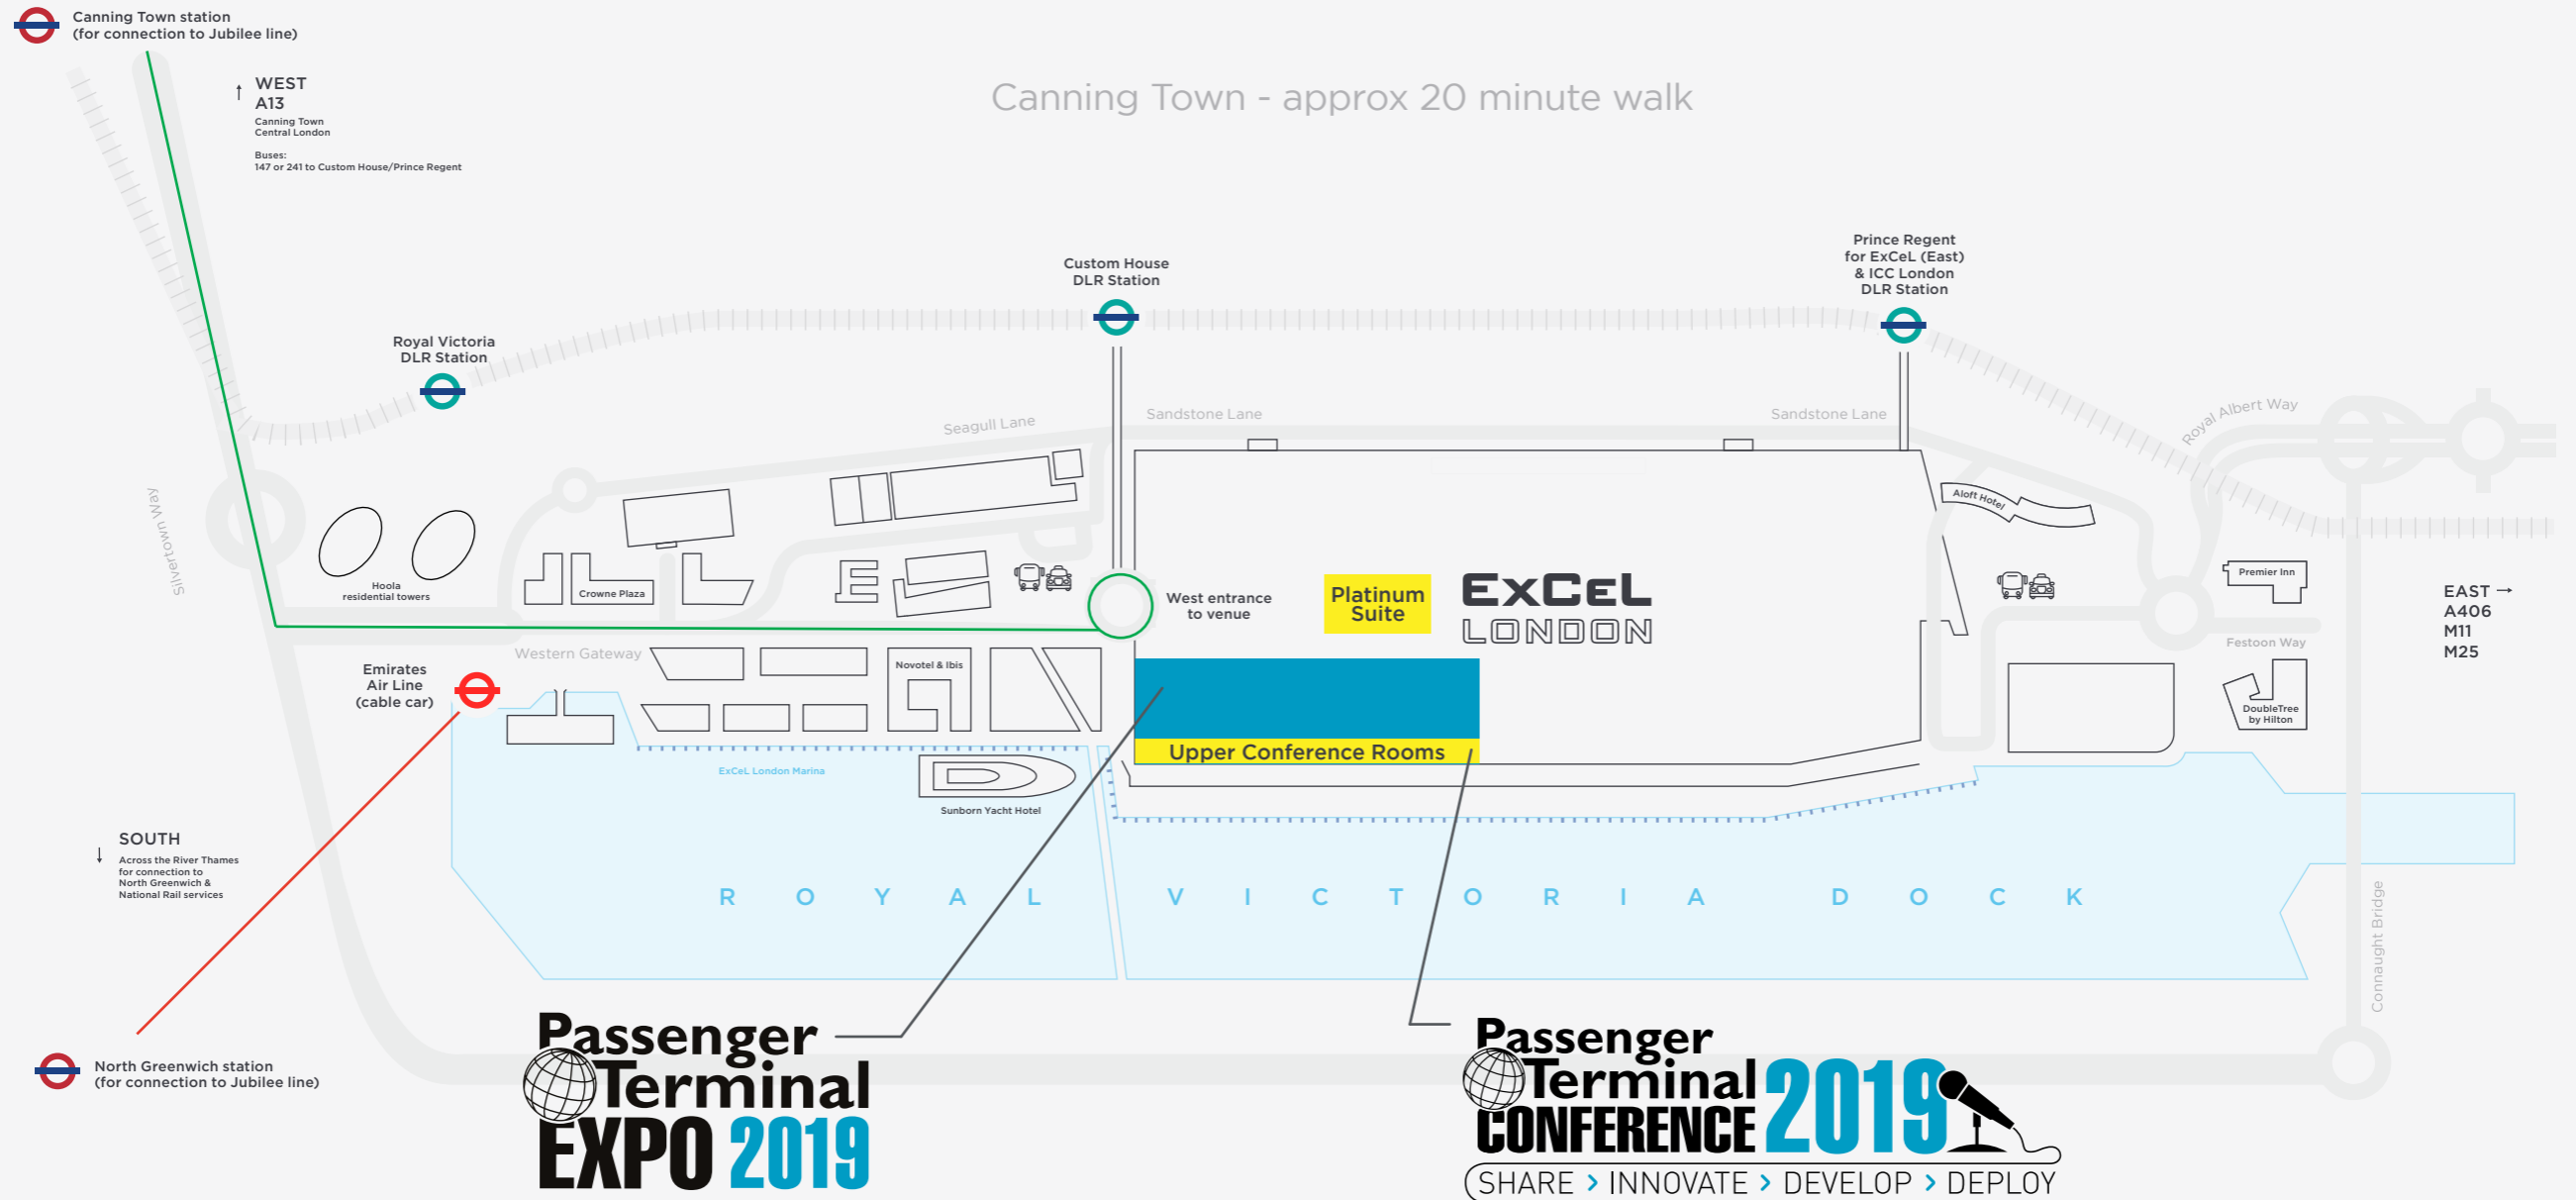 Canning Town station
(for connection to Jubilee line)
WEST
A13
Canning Town
Central London
Buses:
147 or 241 to Custom House/Prince Regent
Canning Town - approx 20 minute walk
Custom House
DLR Station
Prince Regent
for ExCeL (East)
& ICC London
DLR Station
Royal Victoria
DLR Station
Seagull Lane
Sandstone Lane
Sandstone Lane
Royal Albert Way
Silvertown Way
Hoola
residential towers
Crowne Plaza
West entrance
to venue
Platinum
Suite
ExCeL
LONDON
Aloft Hotel
Premier Inn
EAST
A406
M11
M25
Festoon Way
Western Gateway
Novotel & Ibis
Emirates
Air Line
(cable car)
DoubleTree
by Hilton
Upper Conference Rooms
ExCeL London Marina
Sunborn Yacht Hotel
SOUTH
Across the River Thames
for connection to
North Greenwich &
National Rail services
ROYAL VICTORIA DOCK
Connaught Bridge
North Greenwich station
(for connection to Jubilee line)
Passenger
Terminal
EXPO 2019
Passenger
Terminal
CONFERENCE 2019
SHARE > INNOVATE > DEVELOP > DEPLOY